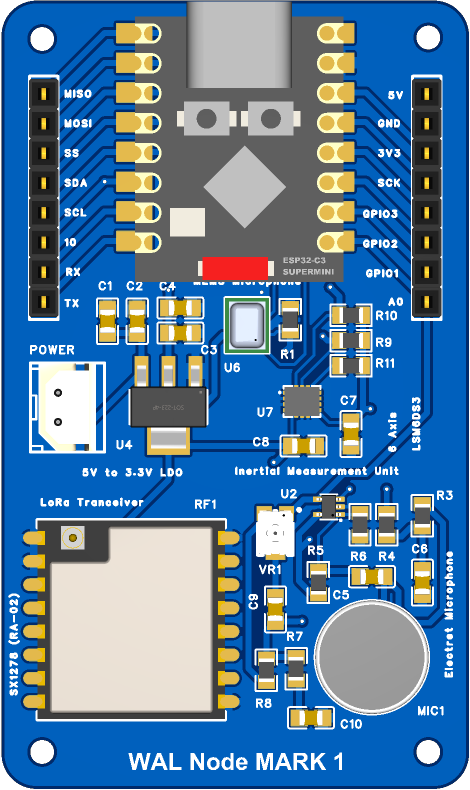 MISO
MOSI
SS
SDA
SCL
10
RX
TX
5V
GND
3V3
SCK
GPIO3
GPIO2
GPIO1
A0
ESP32-C3
SUPERMINI
MEMS Microphone
C1
C2
C4
C3
U6
R1
R10
R9
R11
POWER
U4
U7
C7
C8
5V to 3.3V LDO
Inertial Measurement Unit
6 Axis
LSM6DS3
LoRa Tranceiver
RF1
SX1278 (RA-02)
U2
VR1
R5
R6
R4
R3
C6
C5
C9
R7
R8
C10
Electret Microphone
MIC1
WAL Node MARK 1